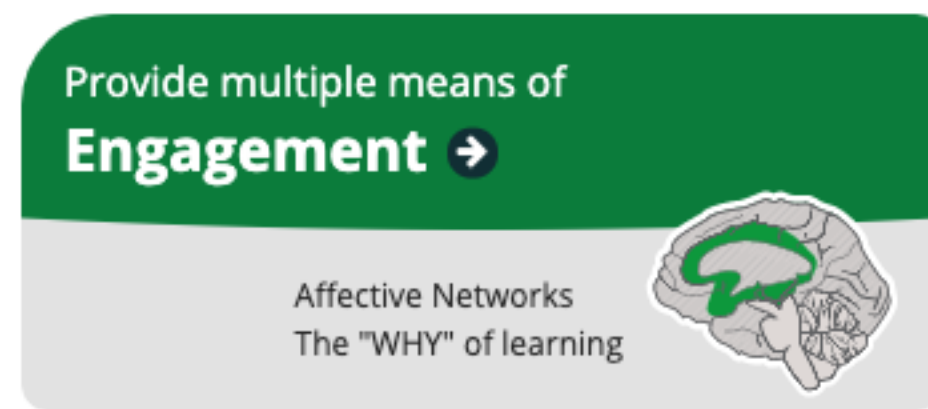 Provide multiple means of
Engagement
Affective Networks
The "WHY" of learning